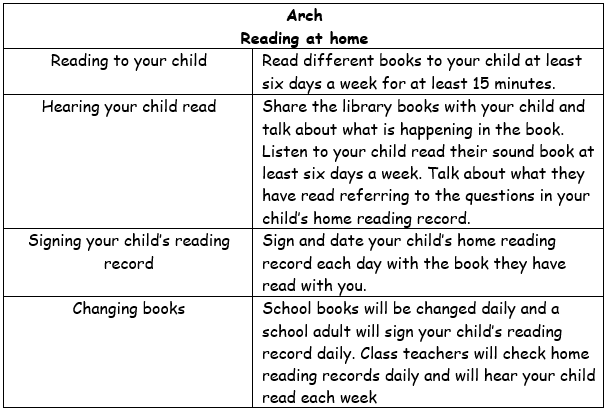 Arch
Reading at home
Reading to your child
Read different books to your child at least
six days a week for at least 15 minutes.
Hearing your child read
Share the library books with your child and
talk about what is happening in the book.
Listen to your child read their sound book at
least six days a week. Talk about what they
have read referring to the questions in your
child's home reading record.
Signing your child's reading
record
Sign and date your child's home reading
record each day with the book they have
read with you.
Changing books
School books will be changed daily and a
school adult will sign your child's reading
record daily. Class teachers will check home
reading records daily and will hear your child
read each week